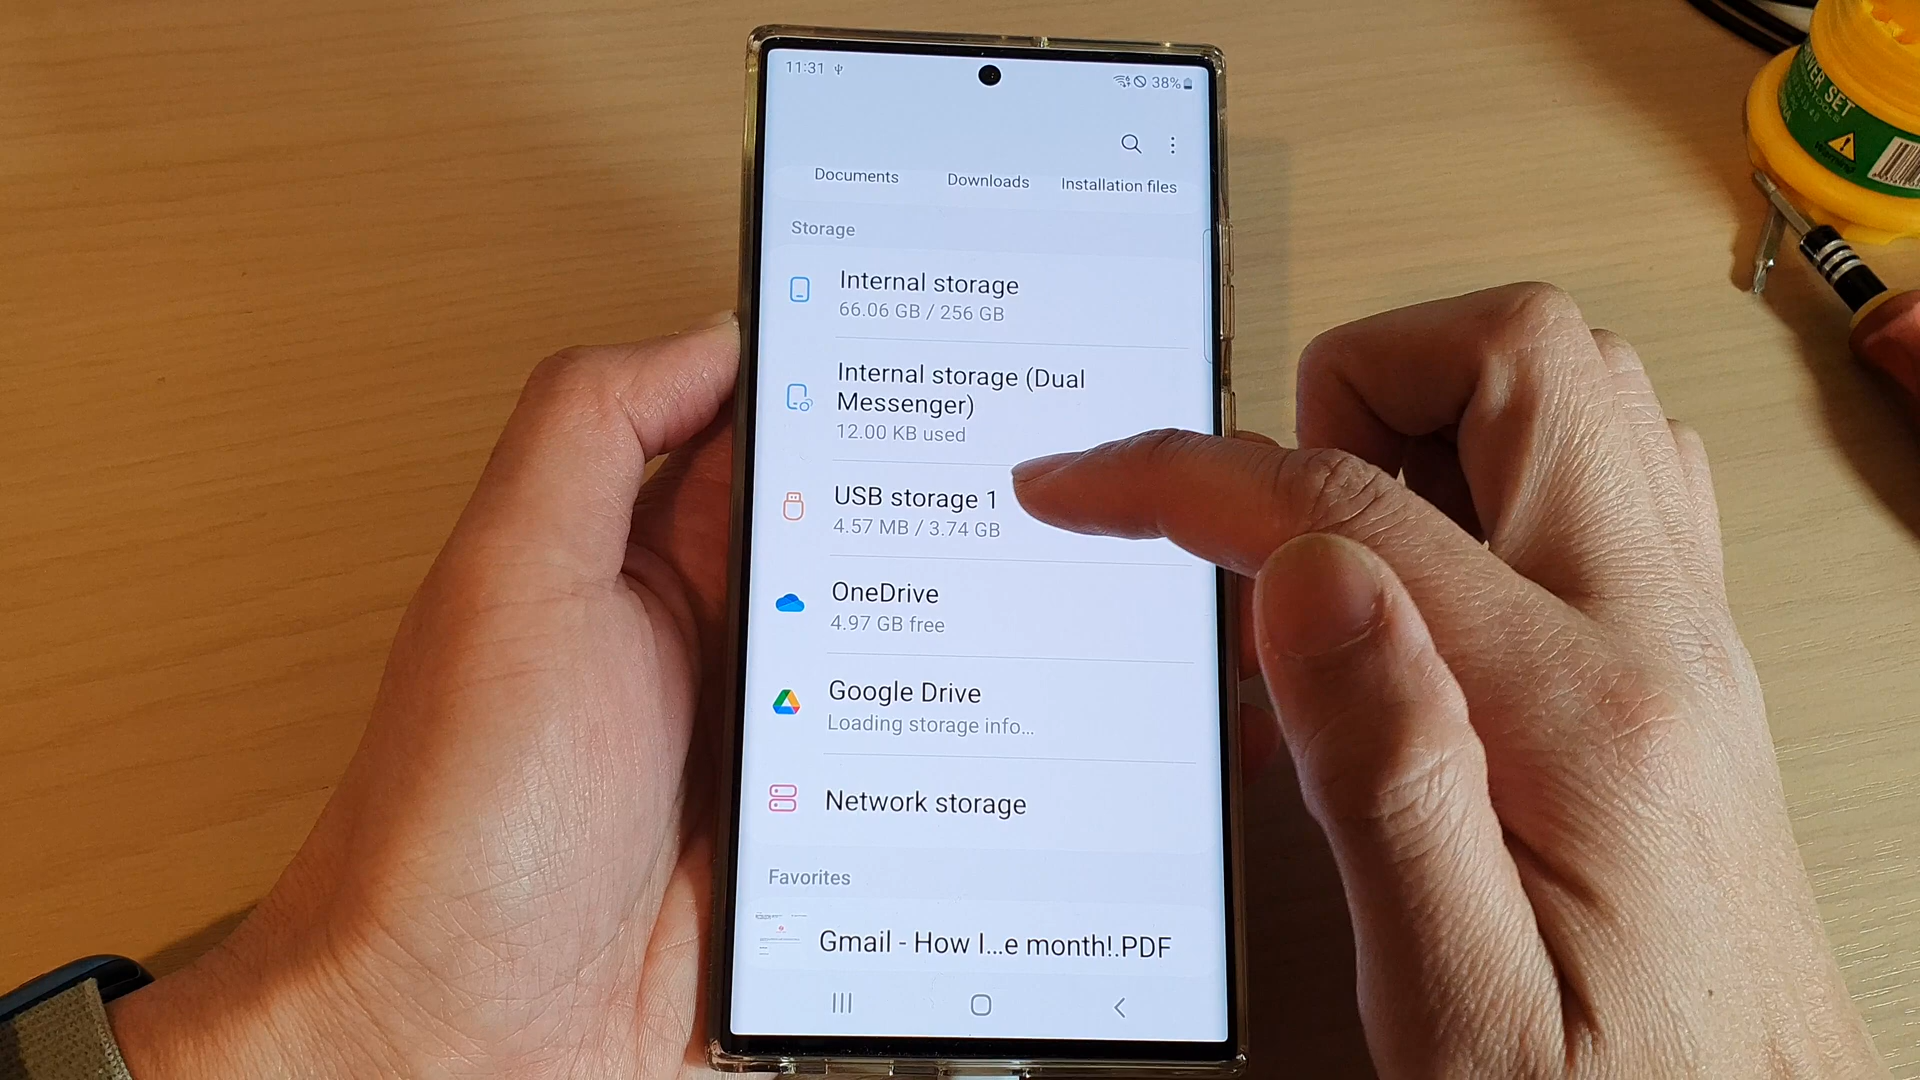 11:31
38%
Documents
Downloads
Installation files
Storage
Internal storage
66.06 GB / 256 GB
Internal storage (Dual
Messenger)
12.00 KB used
USB storage 1
4.57 MB / 3.74 GB
OneDrive
4.97 GB free
Google Drive
Loading storage info...
Network storage
Favorites
Gmail - How I...e month!.PDF
VER SET